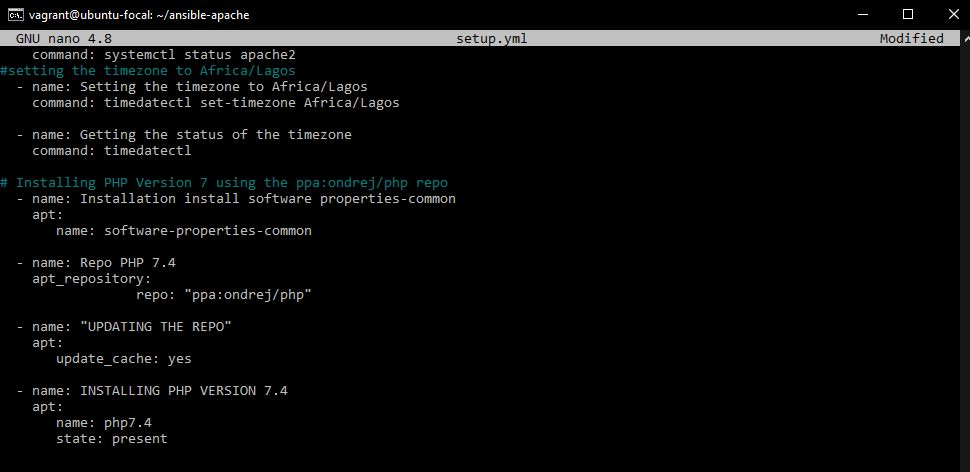 vagrant@ubuntu-focal: ~/ansible-apache
GNU nano 4.8 setup.yml Modified
command: systemctl status apache2
#setting the timezone to Africa/Lagos
- name: Setting the timezone to Africa/Lagos
command: timedatectl set-timezone Africa/Lagos
- name: Getting the status of the timezone
command: timedatectl
# Installing PHP Version 7 using the ppa:ondrej/php repo
- name: Installation install software properties-common
apt:
name: software-properties-common
- name: Repo PHP 7.4
apt_repository:
repo: "ppa:ondrej/php"
- name: "UPDATING THE REPO"
apt:
update_cache: yes
- name: INSTALLING PHP VERSION 7.4
apt:
name: php7.4
state: present